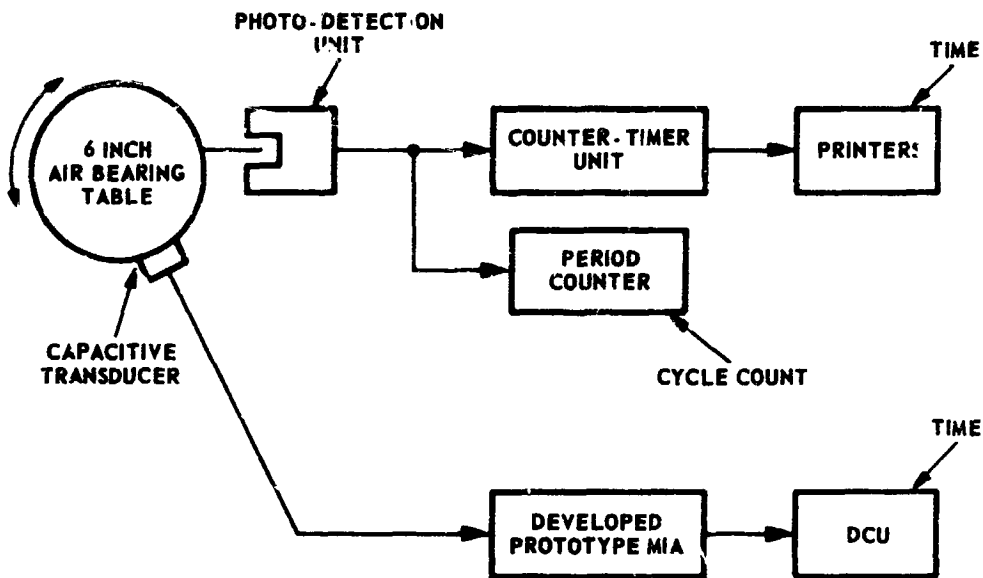 PHOTO-DETECTION
UNIT
TIME
6 INCH
AIR BEARING
TABLE
COUNTER-TIMER
UNIT
PRINTERS
PERIOD
COUNTER
CAPACITIVE
TRANSDUCER
CYCLE COUNT
TIME
DEVELOPED
PROTOTYPE MIA
DCU